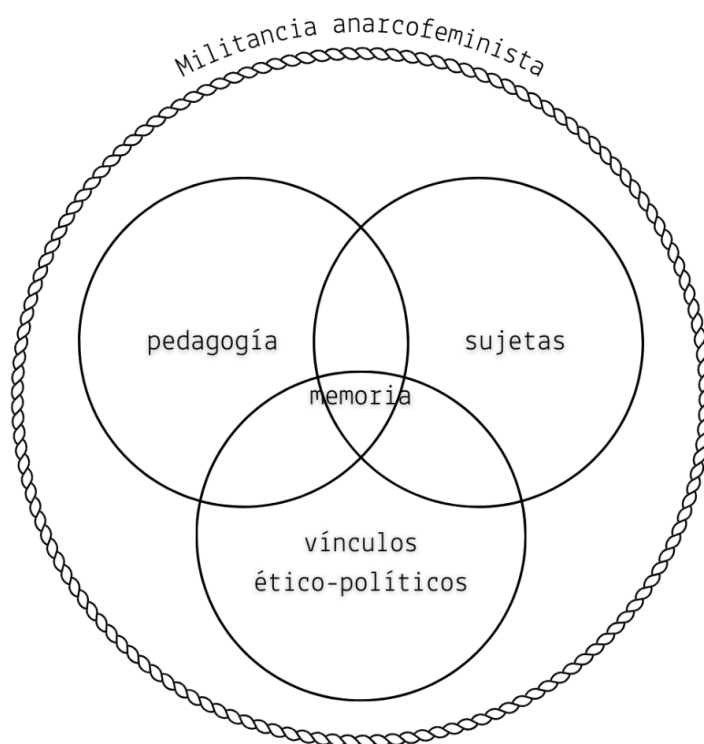 Militancia anarcofeminista
pedagogía
sujetas
memoria
vínculos
ético-políticos